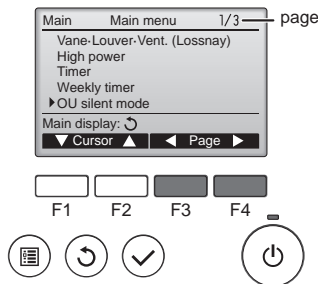 Main Main menu 1/3 page
Vane·Louver·Vent. (Lossnay)
High power
Timer
Weekly timer
▶OU silent mode
Main display: ↺
▼ Cursor ▲ ◀ Page ▶
F1 F2 F3 F4